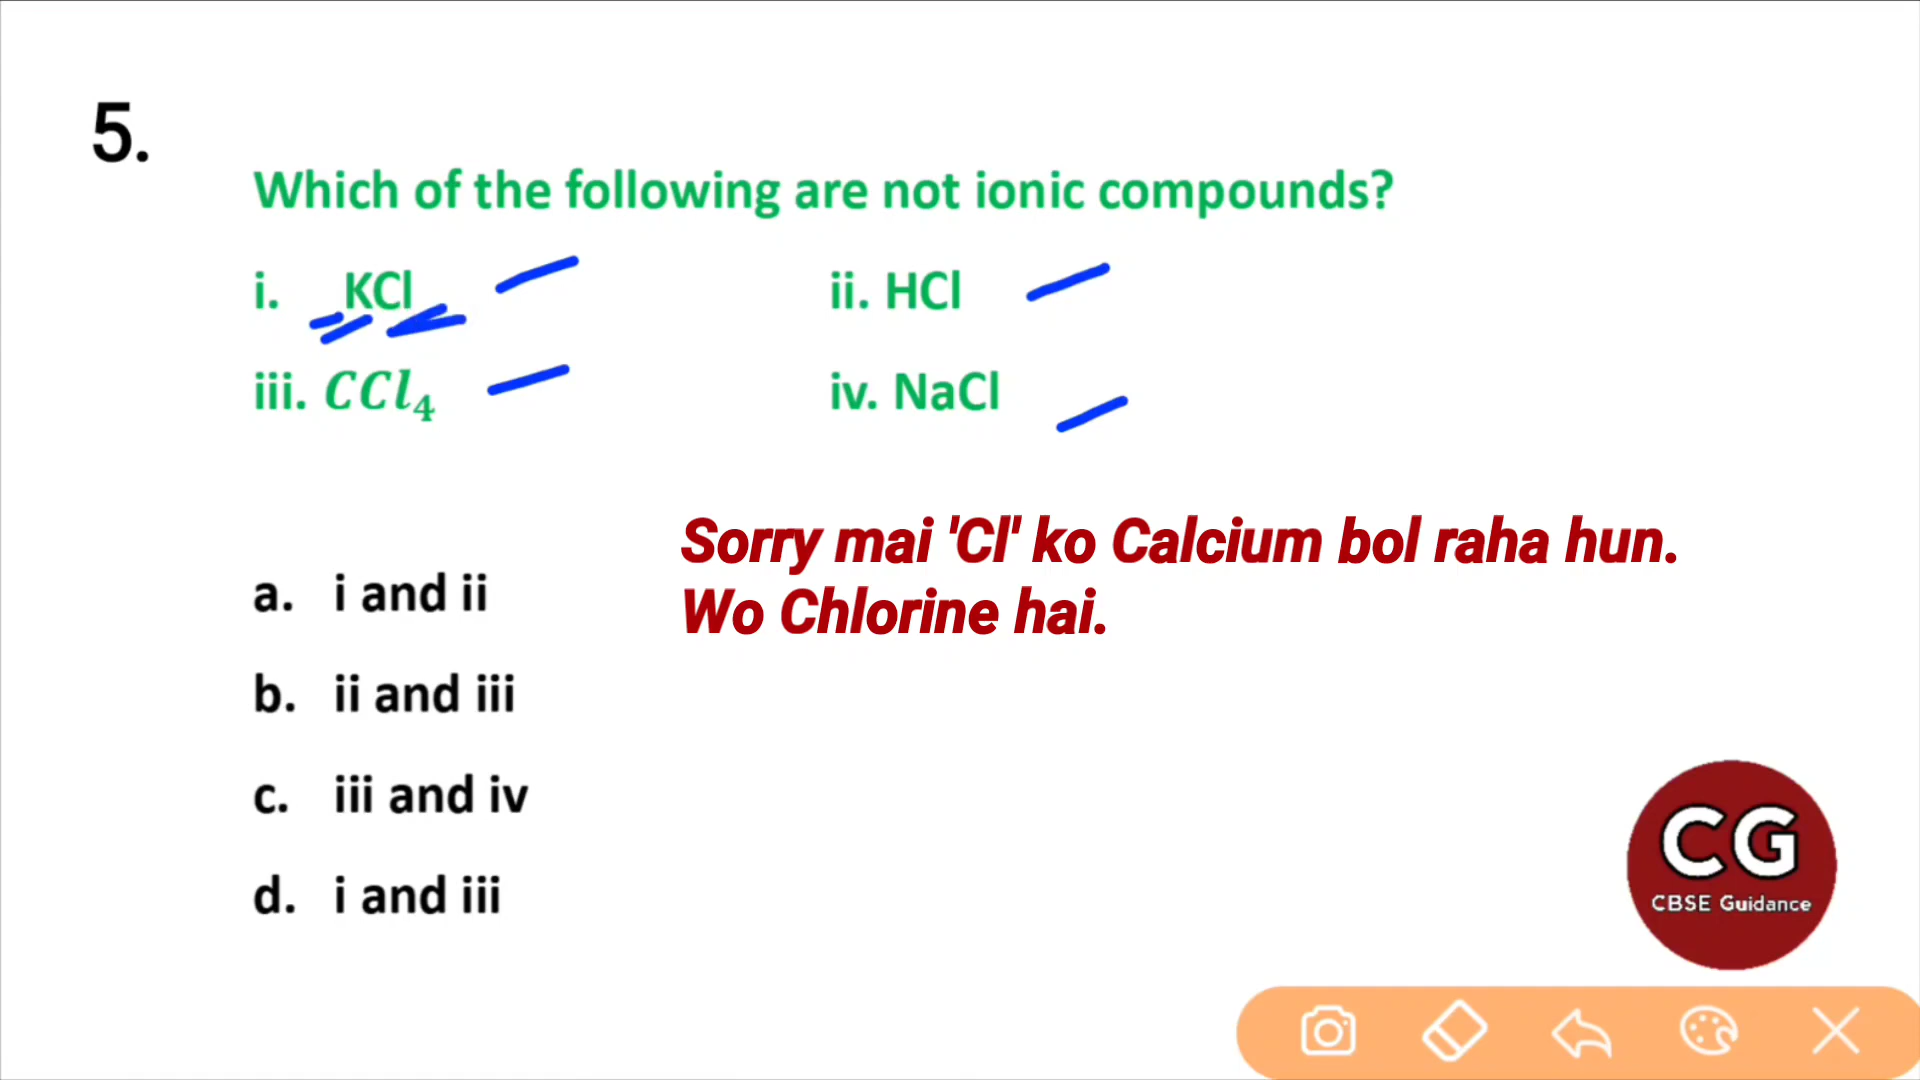 5.
Which of the following are not ionic compounds?
i. KCl
ii. HCl
iii. CCl₄
iv. NaCl
Sorry mai 'Cl' ko Calcium bol raha hun.
Wo Chlorine hai.
a. i and ii
b. ii and iii
c. iii and iv
d. i and iii
CG
CBSE Guidance